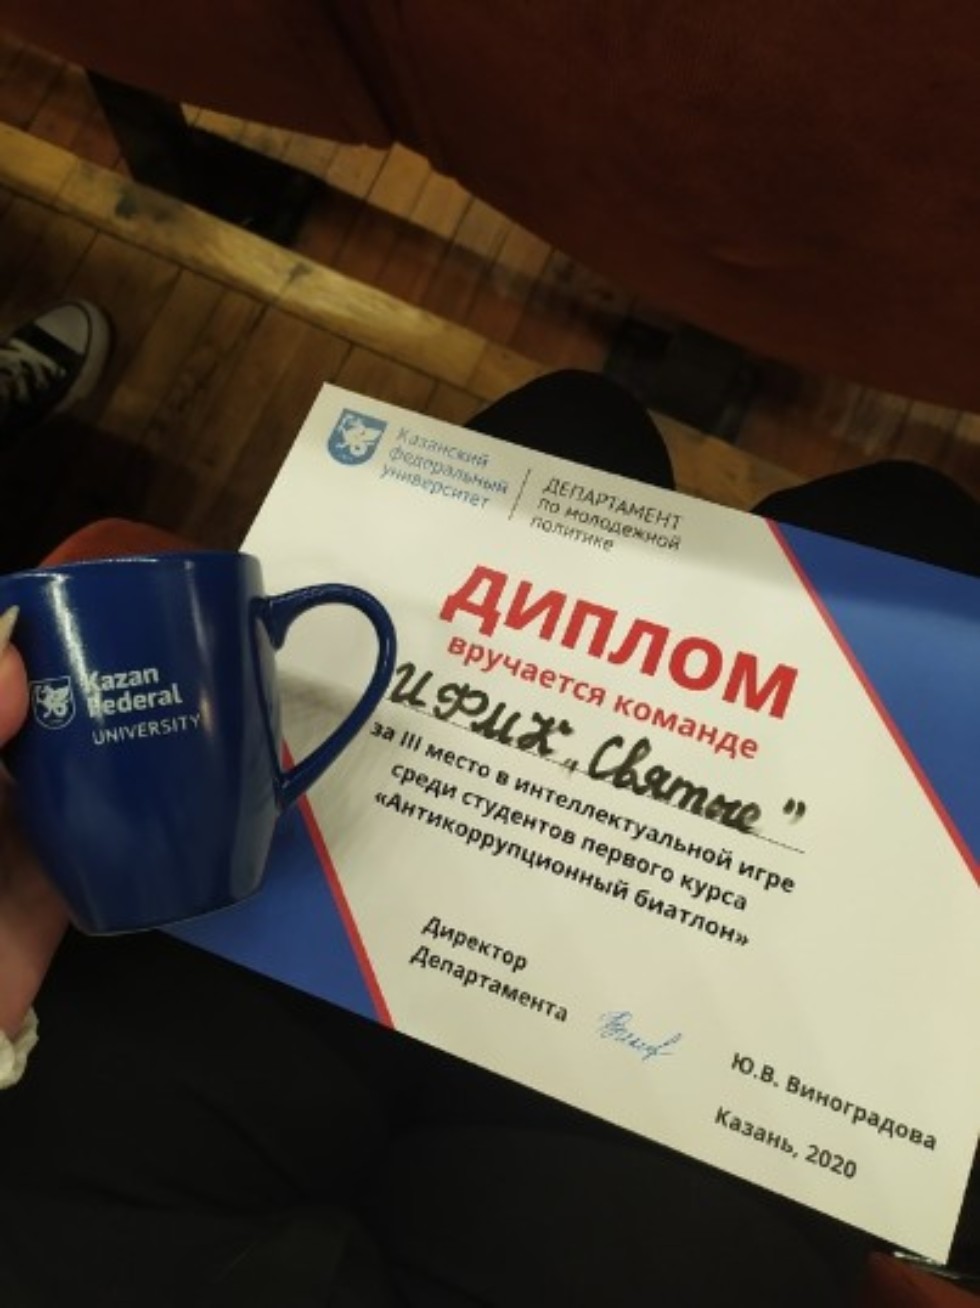 Казанский
федеральный
университет
ДЕПАРТАМЕНТ
по молодежной
политике
ДИПЛОМ
вручается команде
ИФМК „Святые”
за III место в интеллектуальной игре
среди студентов первого курса
«Антикоррупционный биатлон»
Директор
Департамента
Ю.В. Виноградова
Казань, 2020
Kazan
Federal
UNIVERSITY